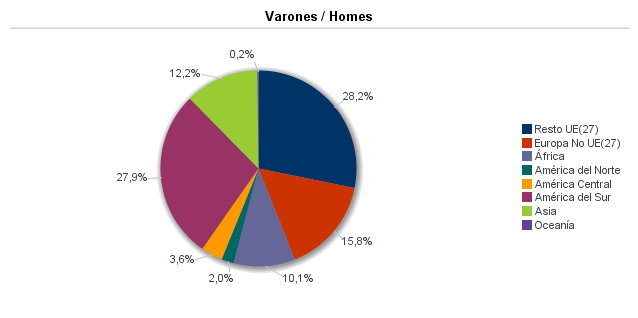 Varones / Homes
0,2%
12,2%
28,2%
27,9%
15,8%
3,6%
2,0%
10,1%
Resto UE(27)
Europa No UE(27)
África
América del Norte
América Central
América del Sur
Asia
Oceanía